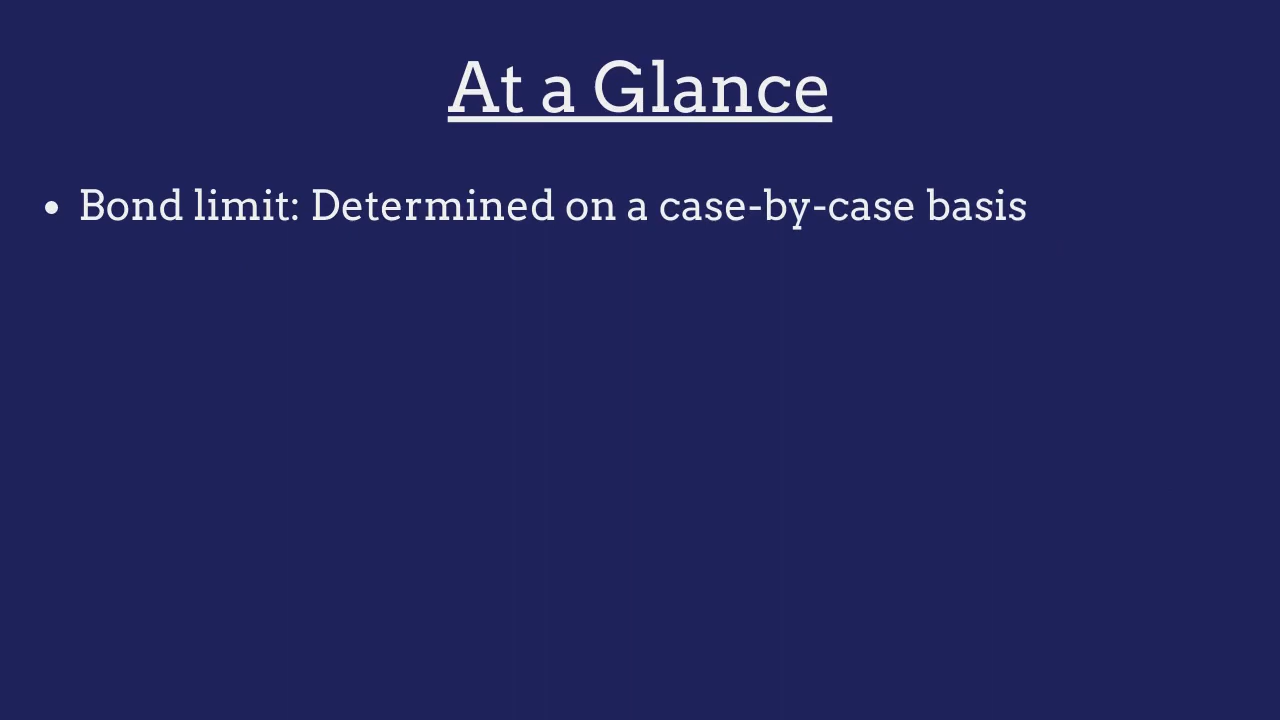 At a Glance
• Bond limit: Determined on a case-by-case basis